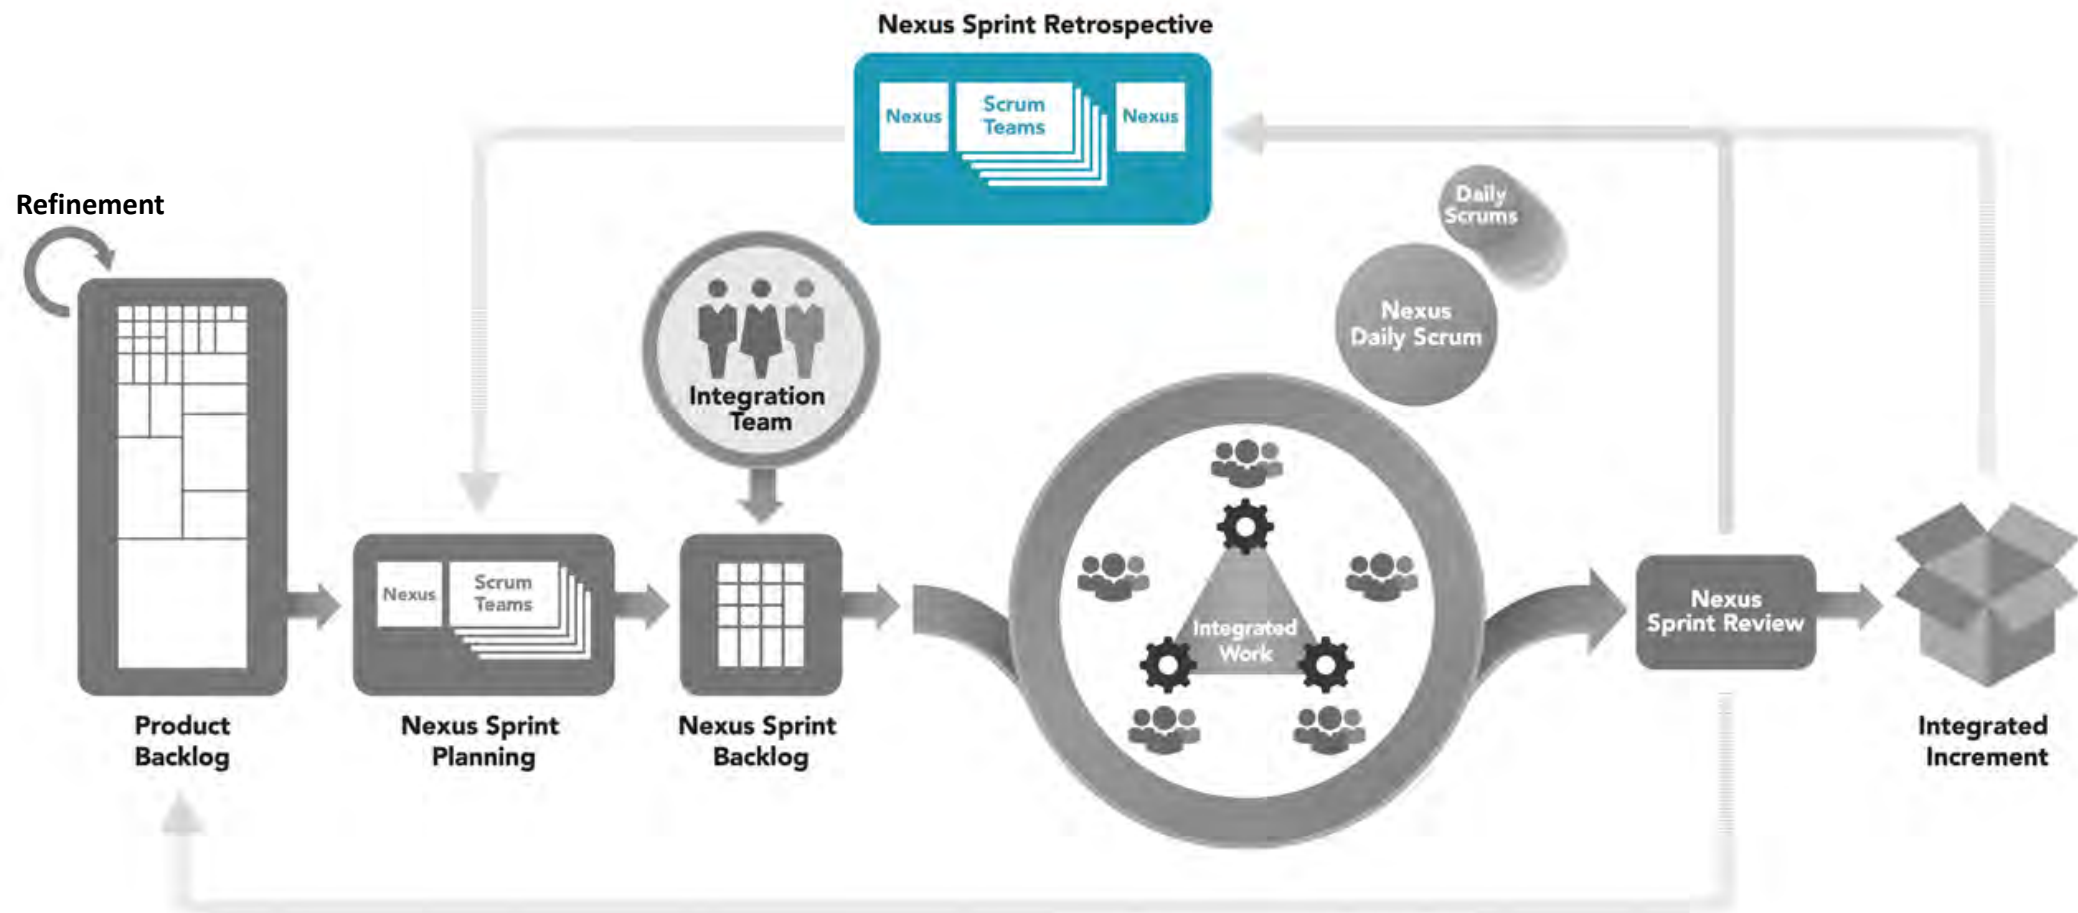 Nexus Sprint Retrospective
Nexus
Scrum
Teams
Nexus
Refinement
Daily
Scrums
Nexus
Daily Scrum
Integration
Team
Nexus
Scrum
Teams
Integrated
Work
Nexus
Sprint Review
Product
Backlog
Nexus Sprint
Planning
Nexus Sprint
Backlog
Integrated
Increment